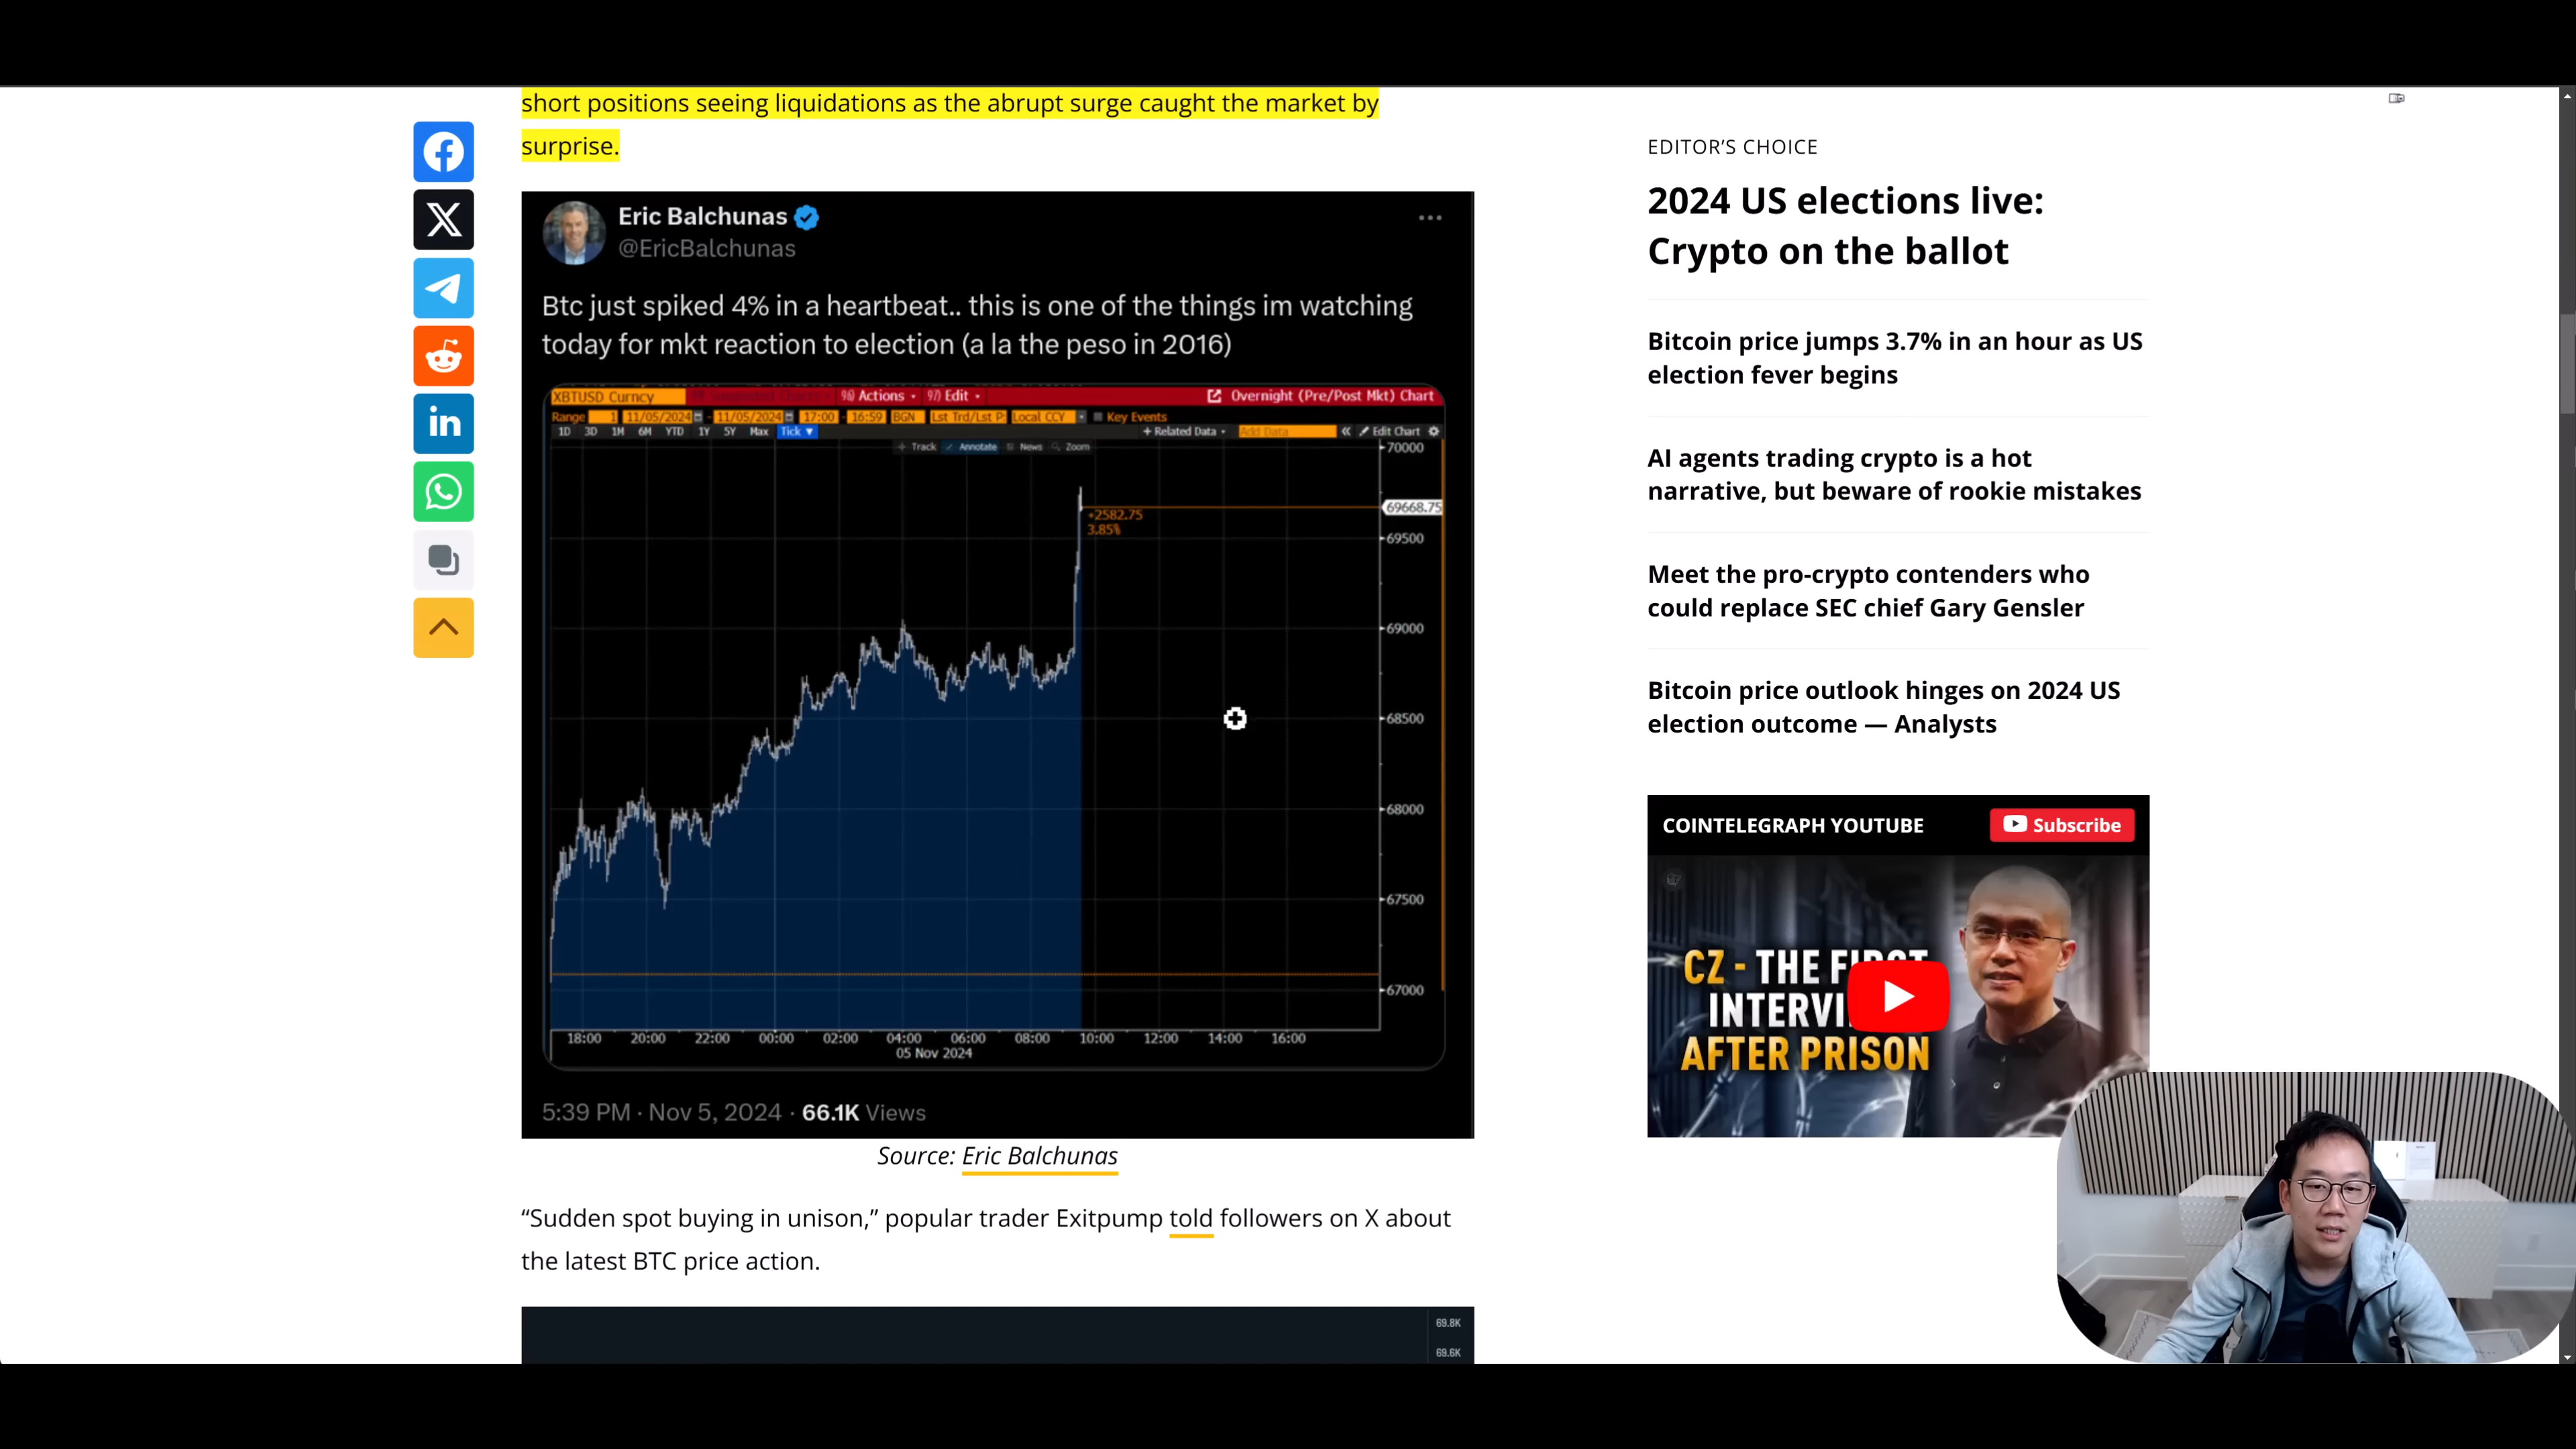 short positions seeing liquidations as the abrupt surge caught the market by
surprise.
Eric Balchunas
@EricBalchunas
Btc just spiked 4% in a heartbeat.. this is one of the things im watching
today for mkt reaction to election (a la the peso in 2016)
XBTUSD Curncy
Actions
97) Edit
Overnight (Pre/Post Mkt) Chart
Range 1 11/05/2024 - 11/05/2024 17:00 - 16:59 BGN Lst Trd/Lst P Local CCY Key Events
1D 3D 1M 6M YTD 1Y 5Y Max Tick
+ Related Data
Add Data
« Edit Chart
Track Annotate News Zoom
70000
69668.75
+2582.75
3.85%
69500
69000
68500
68000
67500
67000
18:00 20:00 22:00 00:00 02:00 04:00 06:00 08:00 10:00 12:00 14:00 16:00
05 Nov 2024
5:39 PM · Nov 5, 2024 · 66.1K Views
Source: Eric Balchunas
“Sudden spot buying in unison,” popular trader Exitpump told followers on X about
the latest BTC price action.
69.8K
69.6K
EDITOR’S CHOICE
2024 US elections live:
Crypto on the ballot
Bitcoin price jumps 3.7% in an hour as US
election fever begins
AI agents trading crypto is a hot
narrative, but beware of rookie mistakes
Meet the pro-crypto contenders who
could replace SEC chief Gary Gensler
Bitcoin price outlook hinges on 2024 US
election outcome — Analysts
COINTELEGRAPH YOUTUBE
Subscribe
CZ - THE FIRST
INTERVI
AFTER PRISON